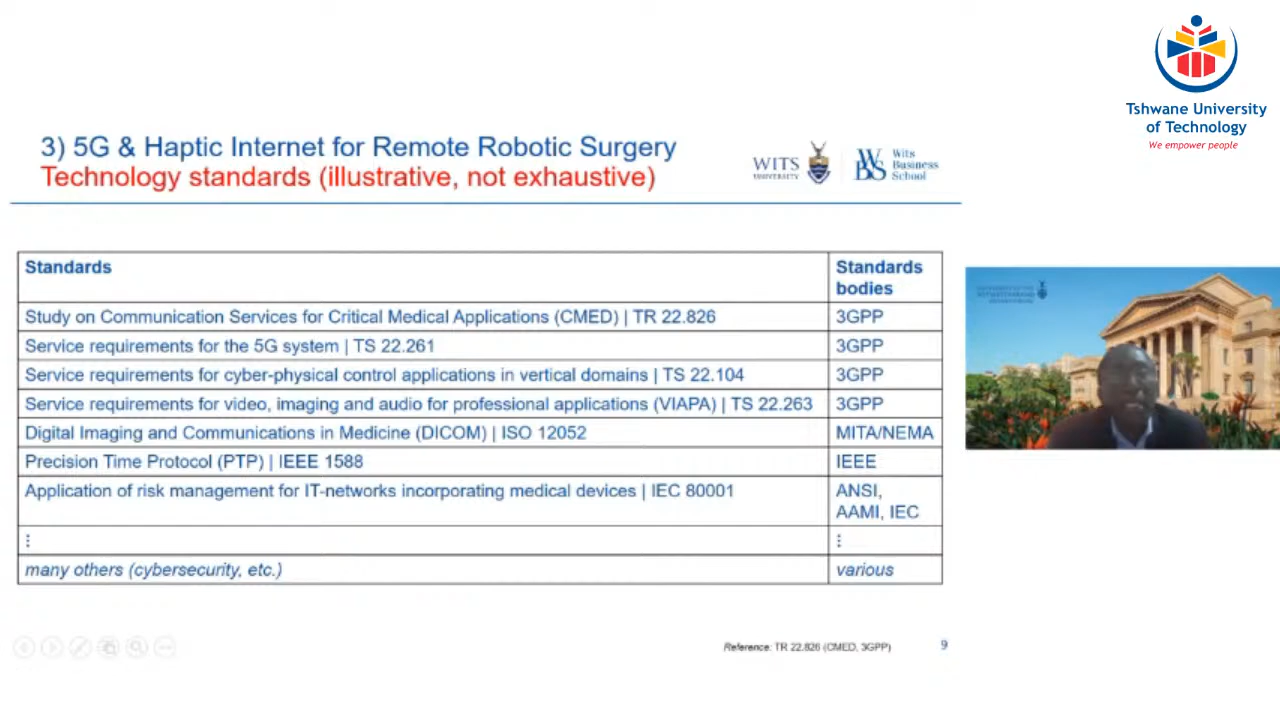 Tshwane University
of Technology
We empower people
3) 5G & Haptic Internet for Remote Robotic Surgery
Technology standards (illustrative, not exhaustive)
WITS
UNIVERSITY
WBS
Wits
Business
School
Standards | Standards bodies
Study on Communication Services for Critical Medical Applications (CMED) | TR 22.826 3GPP
Service requirements for the 5G system | TS 22.261 3GPP
Service requirements for cyber-physical control applications in vertical domains | TS 22.104 3GPP
Service requirements for video, imaging and audio for professional applications (VIAPA) | TS 22.263 3GPP
Digital Imaging and Communications in Medicine (DICOM) | ISO 12052 MITA/NEMA
Precision Time Protocol (PTP) | IEEE 1588 IEEE
Application of risk management for IT-networks incorporating medical devices | IEC 80001 ANSI,
AAMI, IEC
⋮ ⋮
many others (cybersecurity, etc.) various
Reference: TR 22.826 (CMED, 3GPP)
9